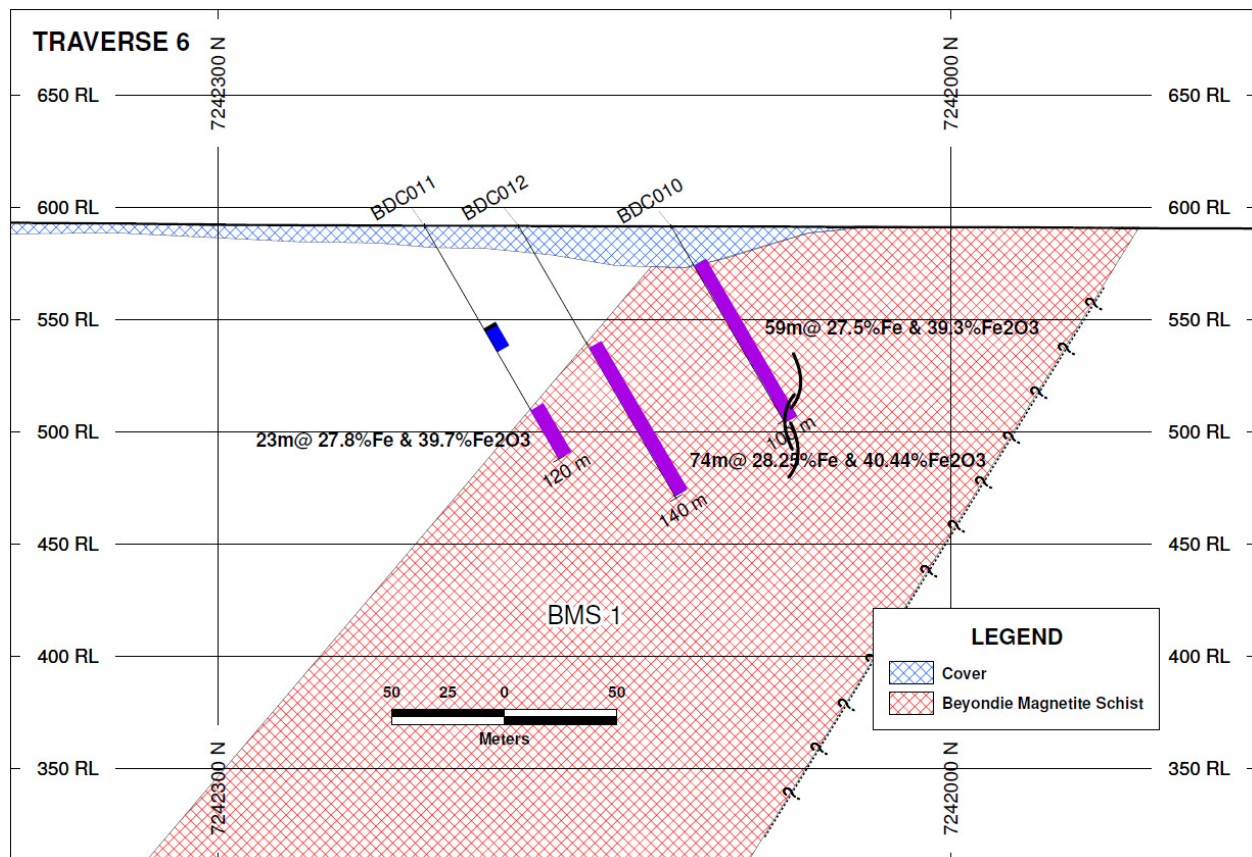 TRAVERSE 6
7242300 N
7242000 N
650 RL
650 RL
600 RL
600 RL
BDC011
BDC012
BDC010
550 RL
550 RL
59m@ 27.5%Fe & 39.3%Fe2O3
500 RL
500 RL
23m@ 27.8%Fe & 39.7%Fe2O3
74m@ 28.25%Fe & 40.44%Fe2O3
120 m
140 m
?
?
?
?
?
?
?
?
?
?
?
450 RL
450 RL
BMS 1
LEGEND
Cover
Beyondie Magnetite Schist
400 RL
400 RL
50 25 0 50
Meters
350 RL
350 RL
7242300 N
7242000 N